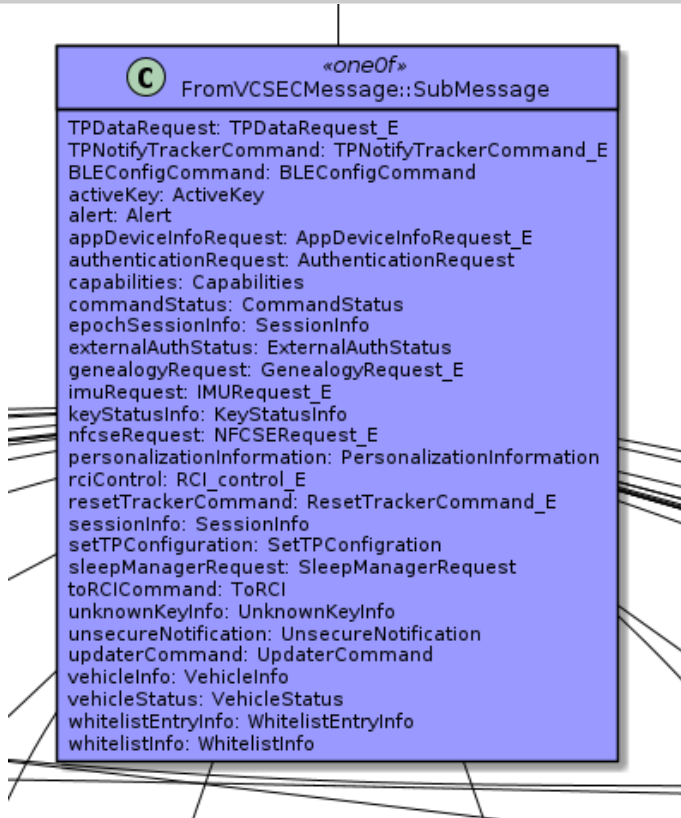 «oneOf»
C FromVCSECMessage::SubMessage
TPDataRequest: TPDataRequest_E
TPNotifyTrackerCommand: TPNotifyTrackerCommand_E
BLEConfigCommand: BLEConfigCommand
activeKey: ActiveKey
alert: Alert
appDeviceInfoRequest: AppDeviceInfoRequest_E
authenticationRequest: AuthenticationRequest
capabilities: Capabilities
commandStatus: CommandStatus
epochSessionInfo: SessionInfo
externalAuthStatus: ExternalAuthStatus
genealogyRequest: GenealogyRequest_E
imuRequest: IMURequest_E
keyStatusInfo: KeyStatusInfo
nfcseRequest: NFCSERequest_E
personalizationInformation: PersonalizationInformation
rciControl: RCI_control_E
resetTrackerCommand: ResetTrackerCommand_E
sessionInfo: SessionInfo
setTPConfiguration: SetTPConfigration
sleepManagerRequest: SleepManagerRequest
toRCICommand: ToRCI
unknownKeyInfo: UnknownKeyInfo
unsecureNotification: UnsecureNotification
updaterCommand: UpdaterCommand
vehicleInfo: VehicleInfo
vehicleStatus: VehicleStatus
whitelistEntryInfo: WhitelistEntryInfo
whitelistInfo: WhitelistInfo